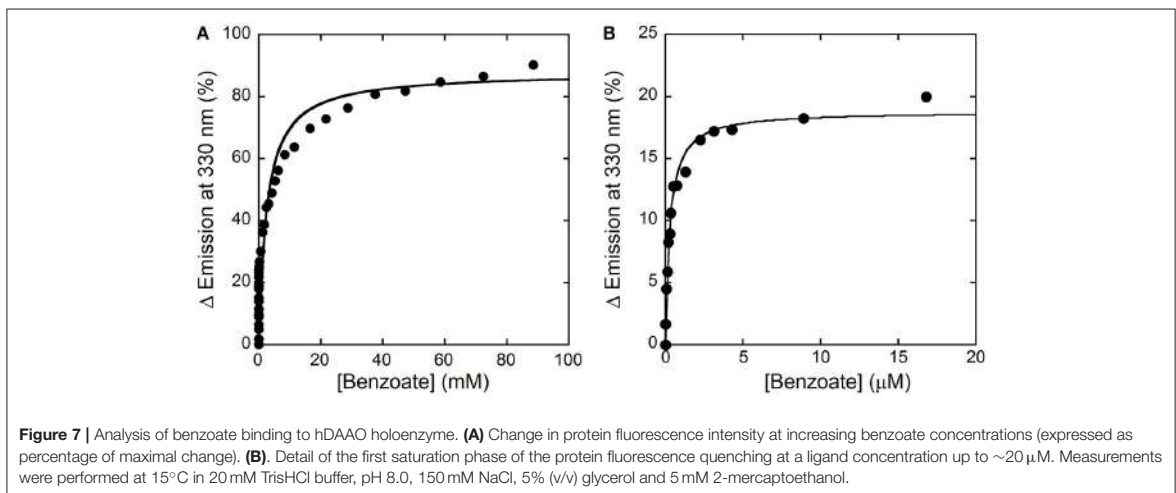 A
100
80
60
40
20
0
Δ Emission at 330 nm (%)
0 20 40 60 80 100
[Benzoate] (mM)
B
25
20
15
10
5
0
Δ Emission at 330 nm (%)
0 5 10 15 20
[Benzoate] (μM)
Figure 7 | Analysis of benzoate binding to hDAAO holoenzyme. (A) Change in protein fluorescence intensity at increasing benzoate concentrations (expressed as
percentage of maximal change). (B). Detail of the first saturation phase of the protein fluorescence quenching at a ligand concentration up to ~20 μM. Measurements
were performed at 15°C in 20 mM TrisHCl buffer, pH 8.0, 150 mM NaCl, 5% (v/v) glycerol and 5 mM 2-mercaptoethanol.